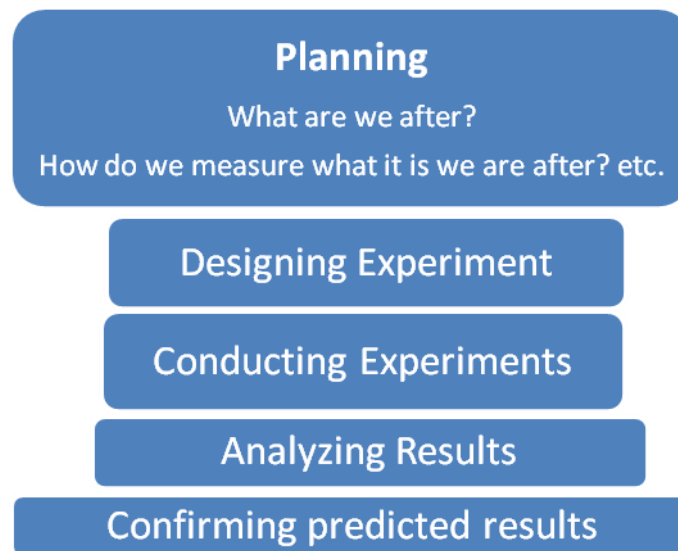 Planning
What are we after?
How do we measure what it is we are after? etc.
Designing Experiment
Conducting Experiments
Analyzing Results
Confirming predicted results